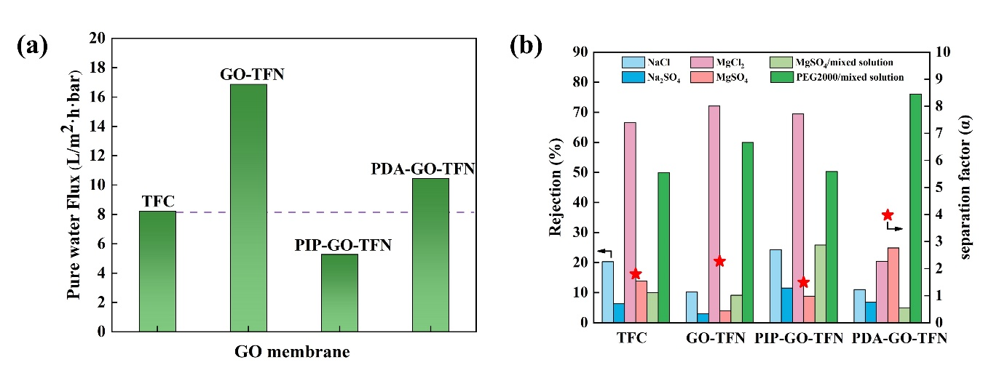 (a)
Pure water Flux (L/m²·h·bar)
20
18
16
14
12
10
8
6
4
2
0
TFC
GO-TFN
PIP-GO-TFN
PDA-GO-TFN
GO membrane
(b)
Rejection (%)
90
80
70
60
50
40
30
20
10
0
NaCl
MgCl₂
MgSO₄/mixed solution
Na₂SO₄
MgSO₄
PEG2000/mixed solution
TFC
GO-TFN
PIP-GO-TFN
PDA-GO-TFN
10
9
8
7
6
5
4
3
2
1
0
separation factor (α)